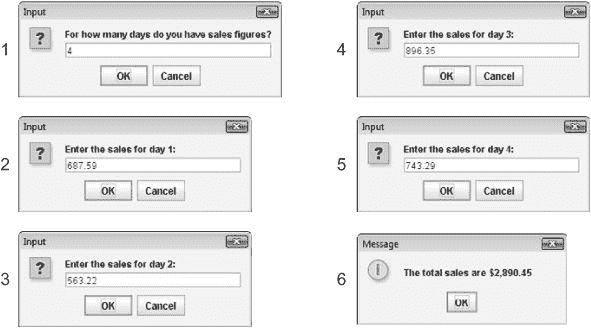 1
Input
For how many days do you have sales figures?
4
OK Cancel
2
Input
Enter the sales for day 1:
687.59
OK Cancel
3
Input
Enter the sales for day 2:
563.22
OK Cancel
4
Input
Enter the sales for day 3:
896.35
OK Cancel
5
Input
Enter the sales for day 4:
743.29
OK Cancel
6
Message
The total sales are $2,890.45
OK